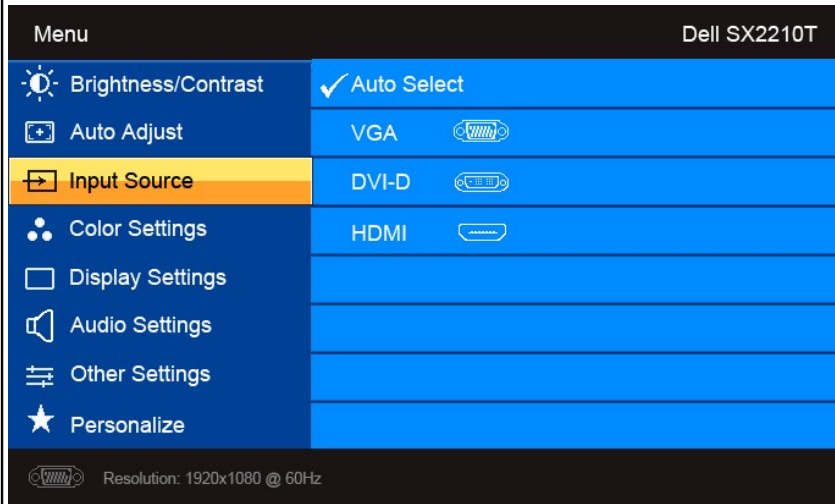 Menu Dell SX2210T
Brightness/Contrast Auto Select
Auto Adjust VGA
Input Source DVI-D
Color Settings HDMI
Display Settings
Audio Settings
Other Settings
Personalize
Resolution: 1920x1080 @ 60Hz